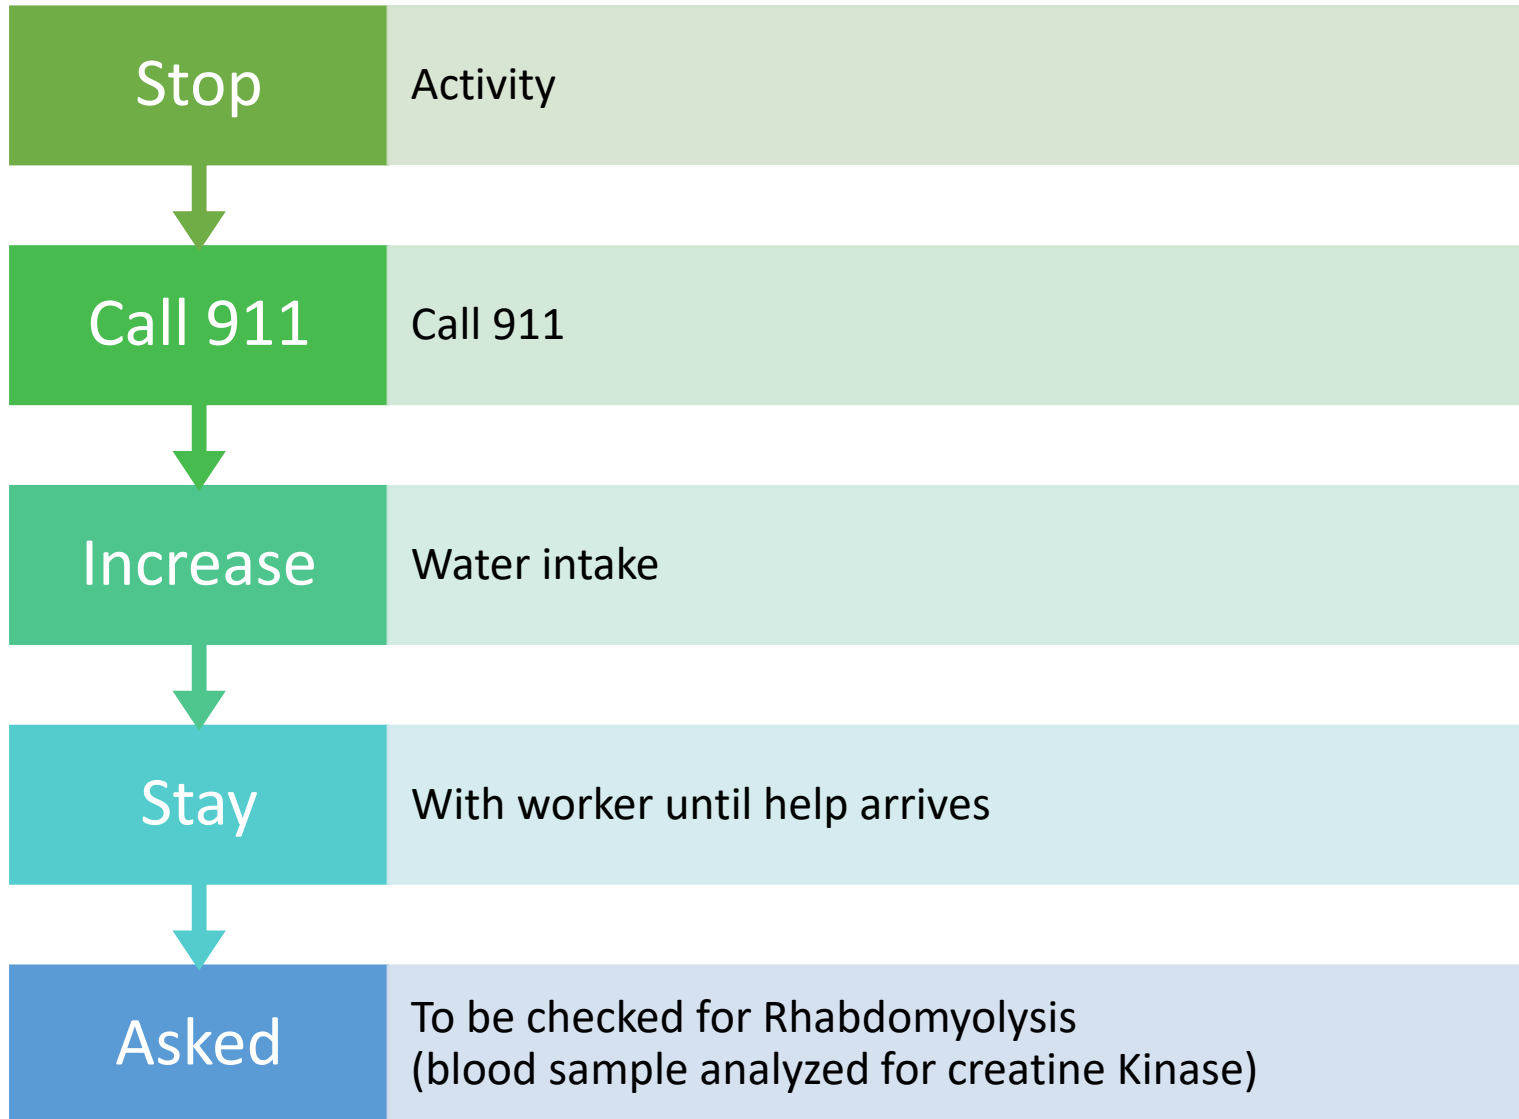 Stop
Activity
Call 911
Call 911
Increase
Water intake
Stay
With worker until help arrives
Asked
To be checked for Rhabdomyolysis
(blood sample analyzed for creatine Kinase)